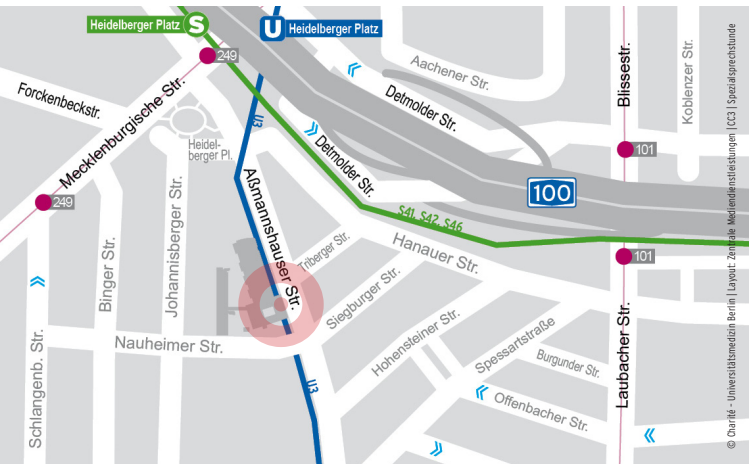 Heidelberger Platz
S
U
Heidelberger Platz
249
Aachener Str.
Blissestr.
Koblenzer Str.
Forckenbeckstr.
Mecklenburgische Str.
U3
Detmolder Str.
Heidel-
berger Pl.
Detmolder Str.
101
100
249
Aßmannshauser Str.
Johannisberger Str.
S41, S42, S46
Triberger Str.
Hanauer Str.
101
Binger Str.
Siegburger Str.
Nauheimer Str.
Hohensteiner Str.
Spessartstraße
Burgunder Str.
Laubacher Str.
Schlangenb. Str.
U3
Offenbacher Str.
© Charité - Universitätsmedizin Berlin | Layout: Zentrale Mediendienstleistungen | CC3 | Spezialsprechstunde